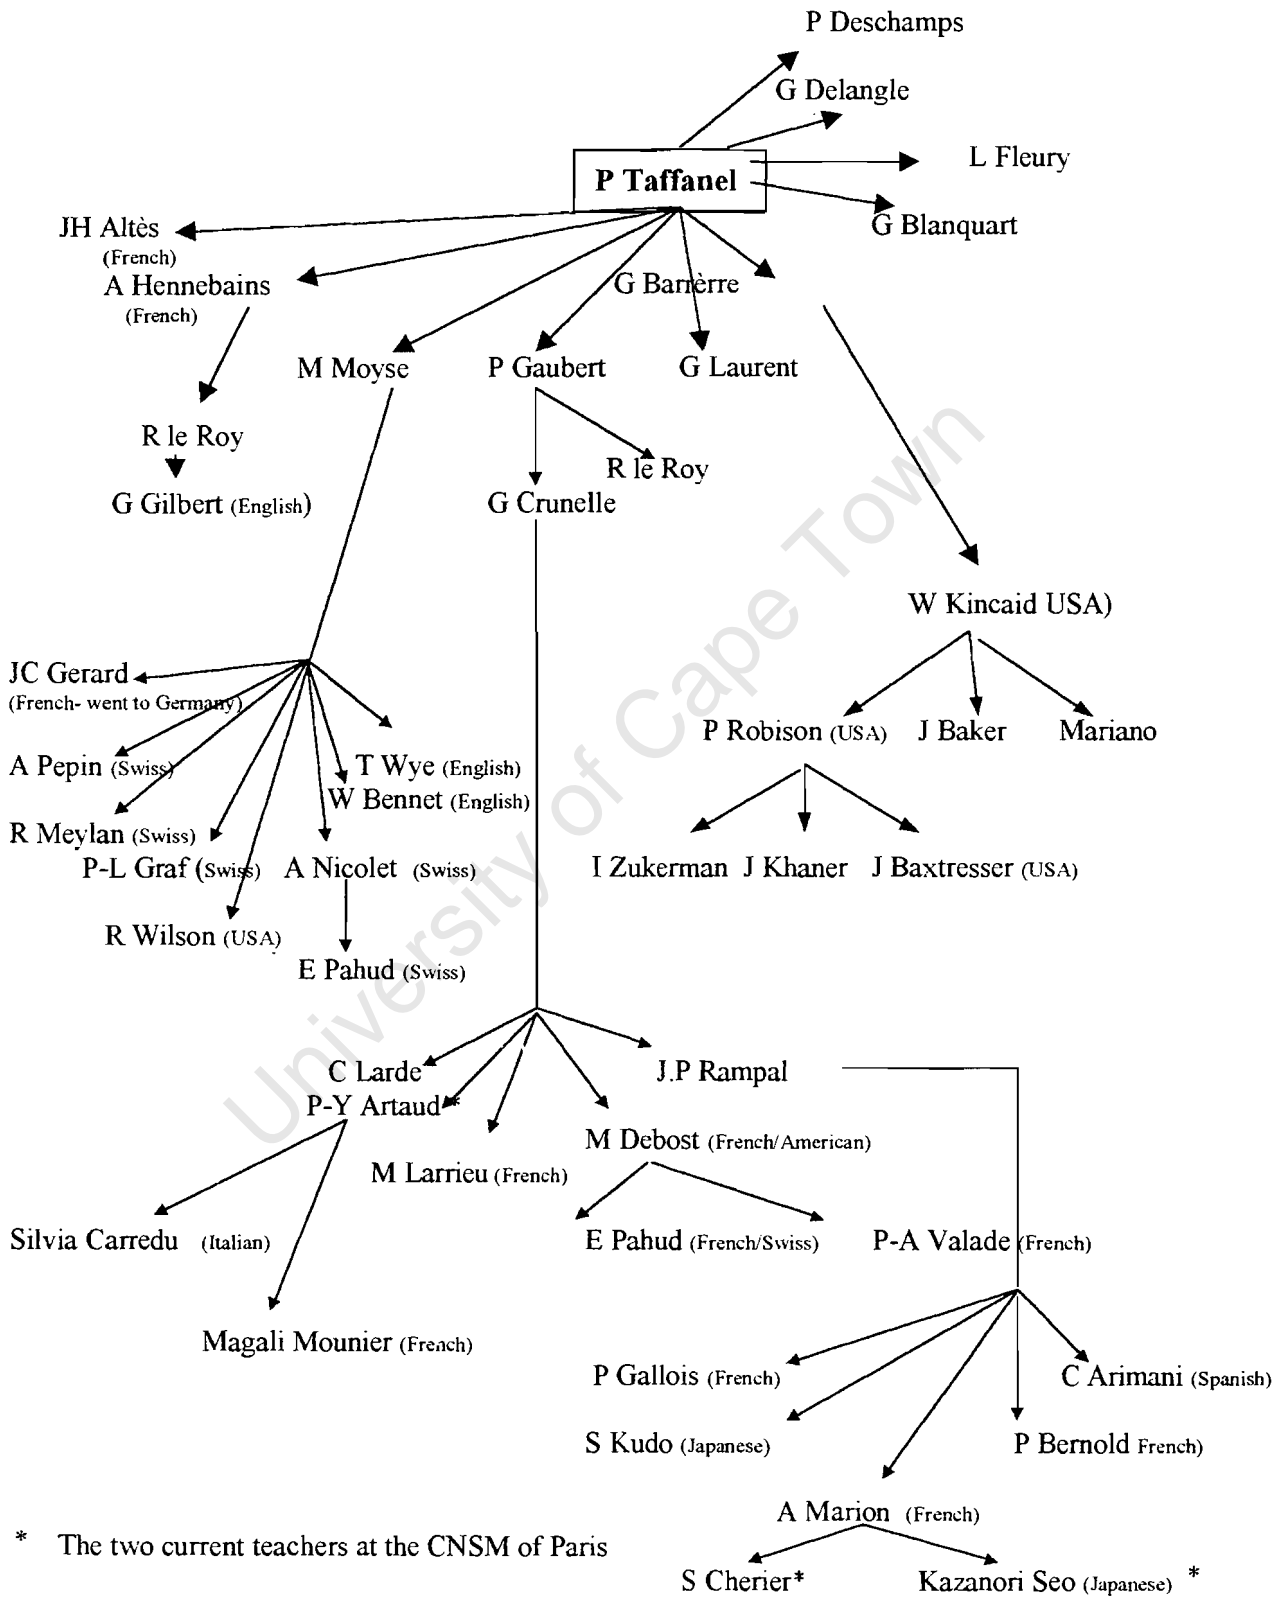 P Deschamps
G Delangle
L Fleury
P Taffanel
G Blanquart
JH Altès
(French)
A Hennebains
(French)
G Barrèrre
M Moyse
P Gaubert
G Laurent
R le Roy
R le Roy
G Gilbert (English)
G Crunelle
W Kincaid USA)
JC Gerard
(French- went to Germany)
P Robison (USA)
J Baker
Mariano
A Pepin (Swiss)
T Wye (English)
W Bennet (English)
R Meylan (Swiss)
P-L Graf (Swiss)
A Nicolet (Swiss)
I Zukerman
J Khaner
J Baxtresser (USA)
R Wilson (USA)
E Pahud (Swiss)
C Larde
J.P Rampal
P-Y Artaud *
M Debost (French/American)
M Larrieu (French)
Silvia Carredu (Italian)
E Pahud (French/Swiss)
P-A Valade (French)
Magali Mounier (French)
P Gallois (French)
C Arimani (Spanish)
S Kudo (Japanese)
P Bernold French)
A Marion (French)
* The two current teachers at the CNSM of Paris
S Cherier*
Kazanori Seo (Japanese) *
University of Cape Town